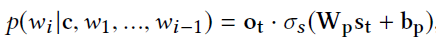 p(wᵢ|c, w₁, ..., wᵢ₋₁) = oₜ · σₛ(Wₚsₜ + bₚ).